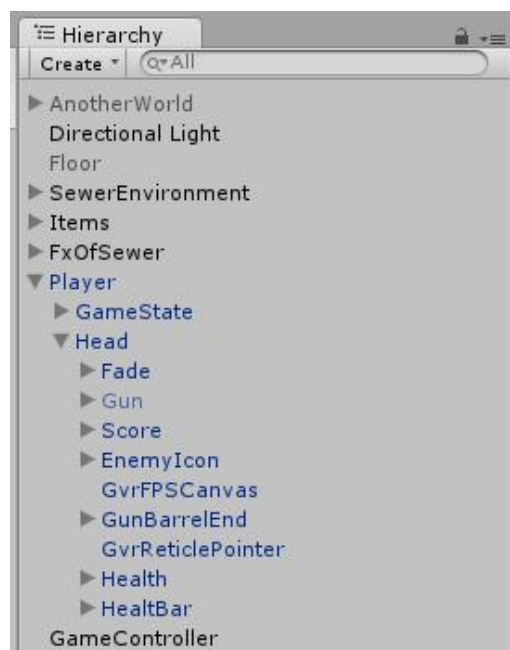 Hierarchy
Create All
AnotherWorld
Directional Light
Floor
SewerEnvironment
Items
FxOfSewer
Player
GameState
Head
Fade
Gun
Score
EnemyIcon
GvrFPSCanvas
GunBarrelEnd
GvrReticlePointer
Health
HealtBar
GameController